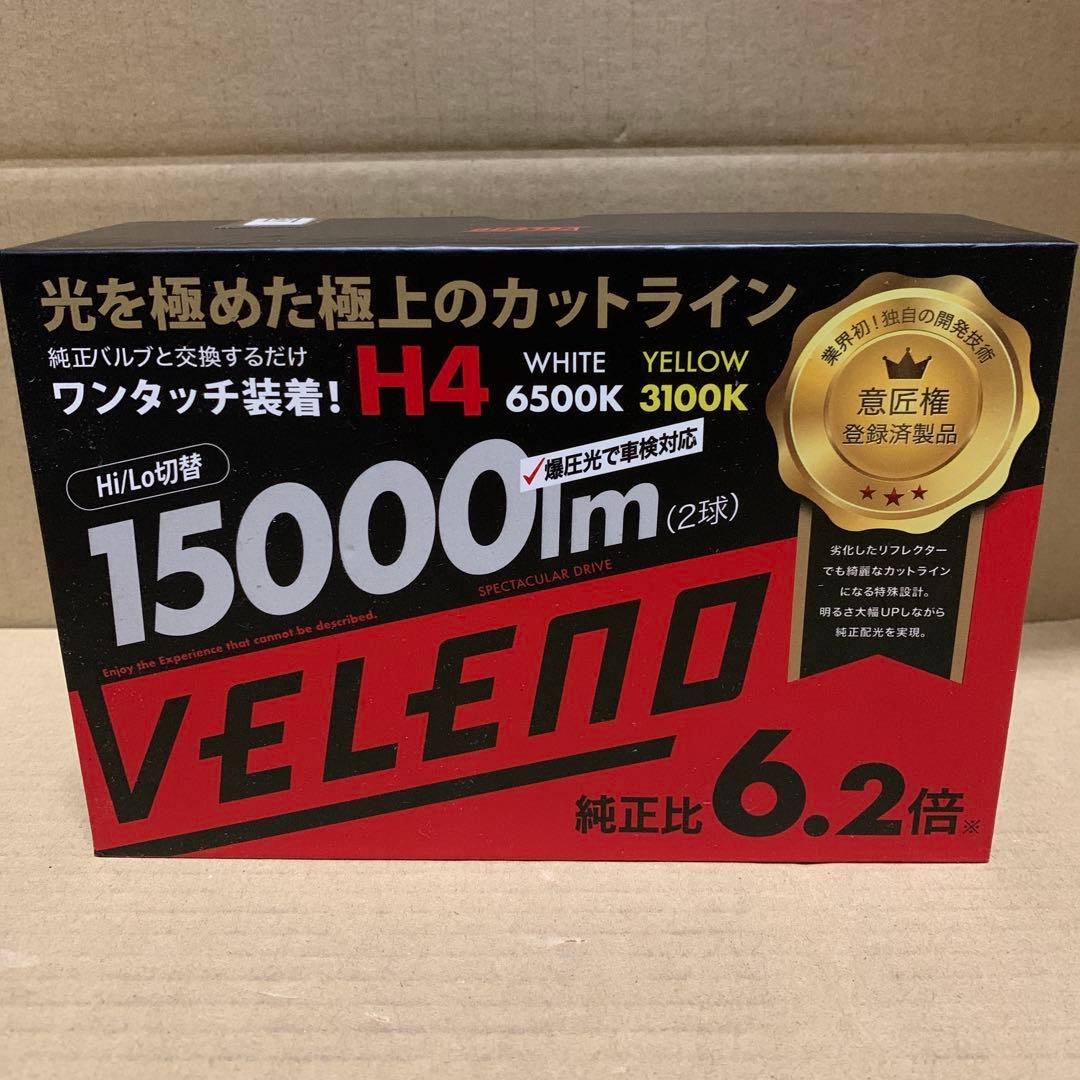 VELENO
光を極めた極上のカットライン
純正バルブと交換するだけ
ワンタッチ装着!
H4
WHITE
6500K
YELLOW
3100K
Hi/Lo切替
15000lm(2球)
✓爆圧光で車検対応
SPECTACULAR DRIVE
Enjoy the Experience that cannot be described.
VELENO
純正比6.2倍※
業界初!独自の開発技術
意匠権
登録済製品
★★★
劣化したリフレクター
でも綺麗なカットライン
になる特殊設計。
明るさ大幅UPしながら
純正配光を実現。